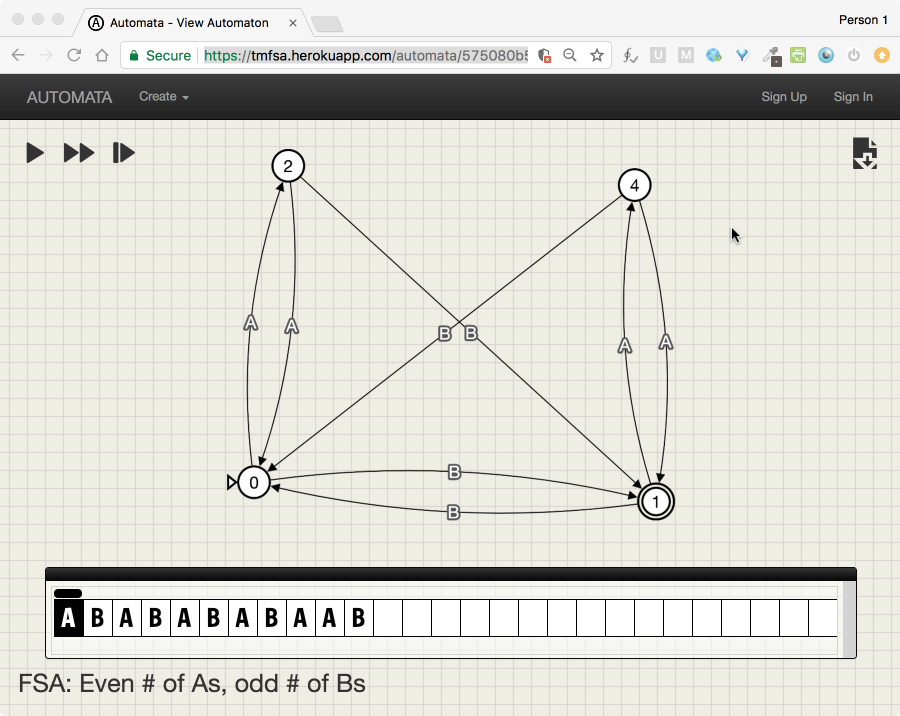 Automata - View Automaton
Person 1
Secure https://tmfsa.herokuapp.com/automata/575080b5
AUTOMATA Create Sign Up Sign In
2
4
A A B B A A
B
0
1
B
A B A B A B A B A A B
FSA: Even # of As, odd # of Bs